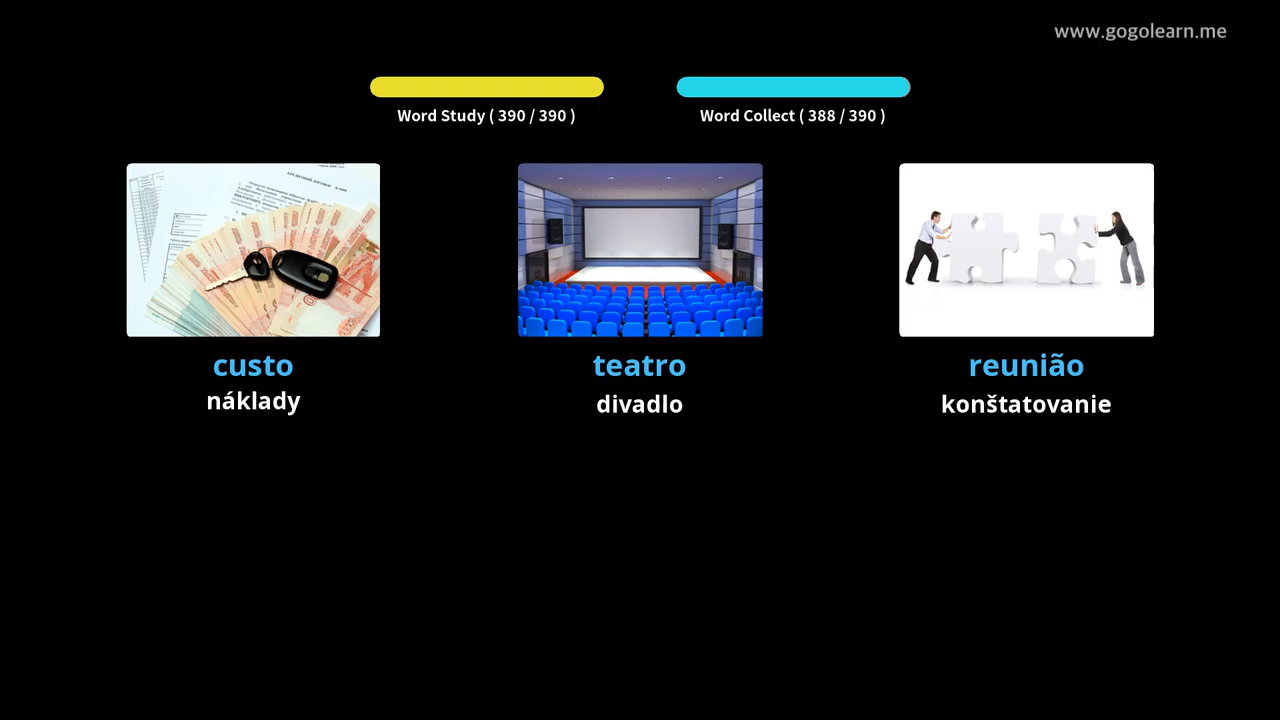 www.gogolearn.me
Word Study ( 390 / 390 )
Word Collect ( 388 / 390 )
custo
náklady
teatro
divadlo
reunião
konštatovanie